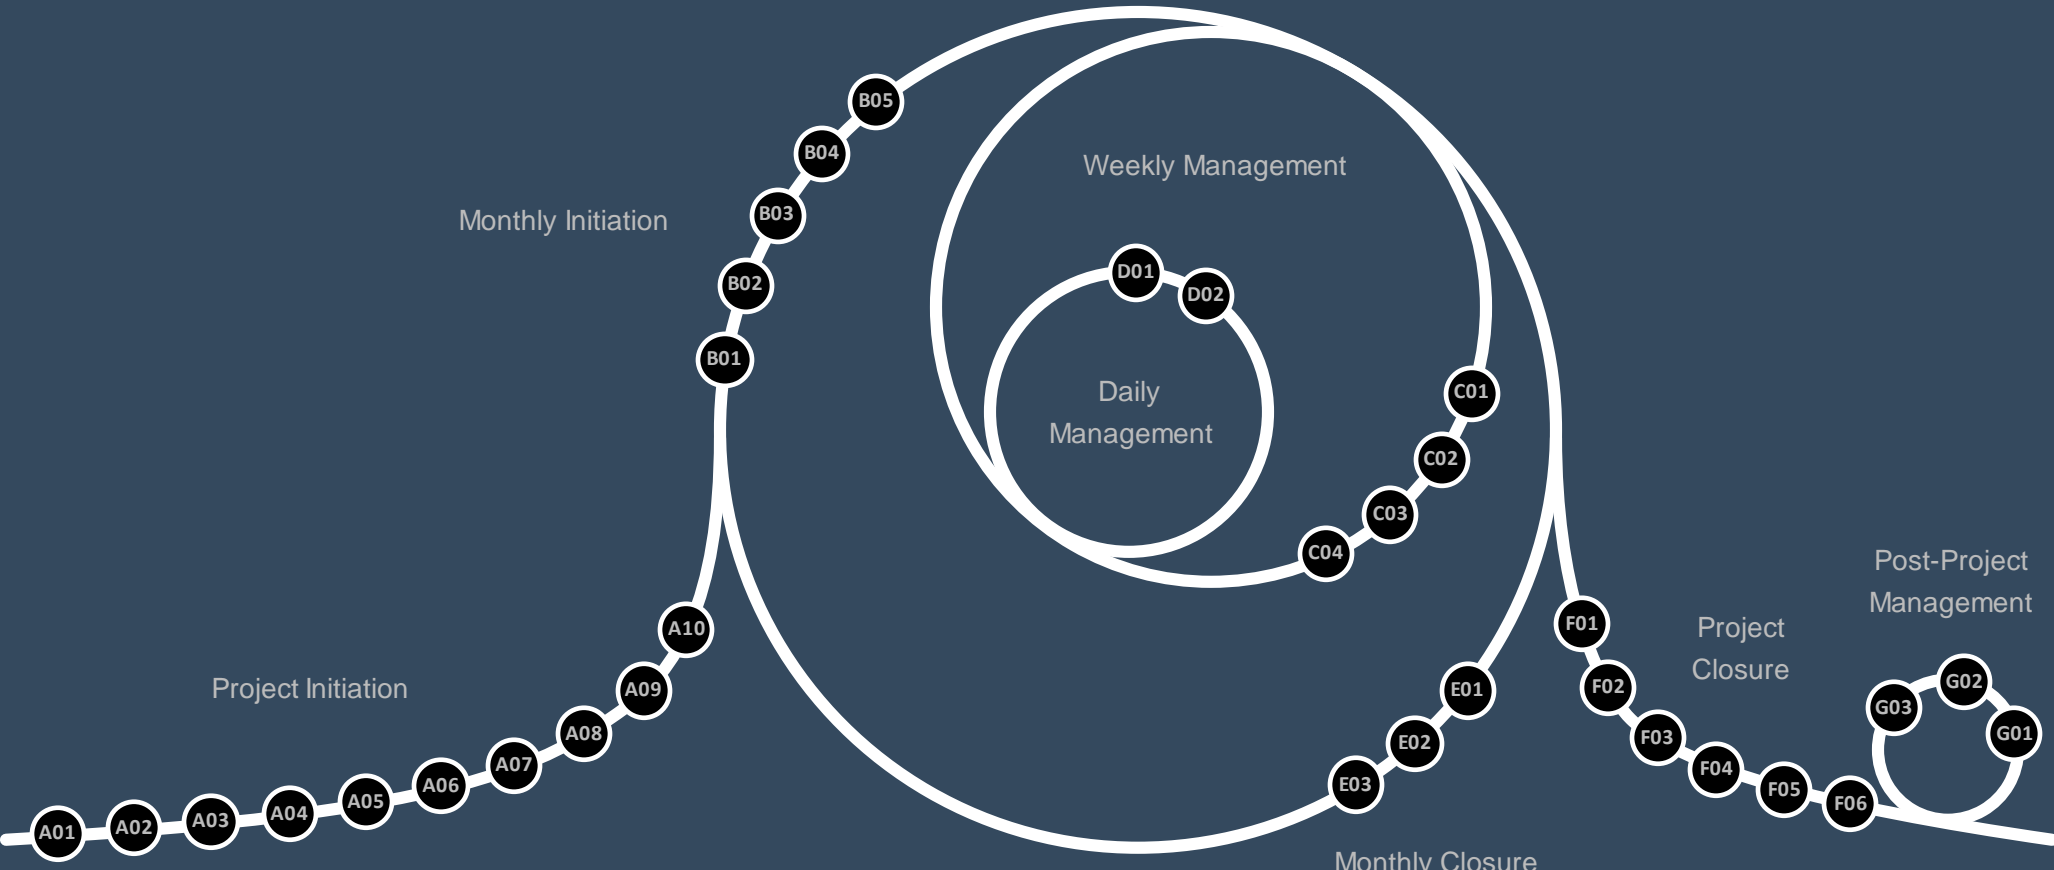 B05
B04
Weekly Management
Monthly Initiation
B03
B02
B01
D01
D02
Daily
Management
C01
C02
C03
C04
Project Initiation
A01
A02
A03
A04
A05
A06
A07
A08
A09
A10
E01
E02
E03
Monthly Closure
F01
F02
F03
F04
F05
F06
Project
Closure
Post-Project
Management
G01
G02
G03